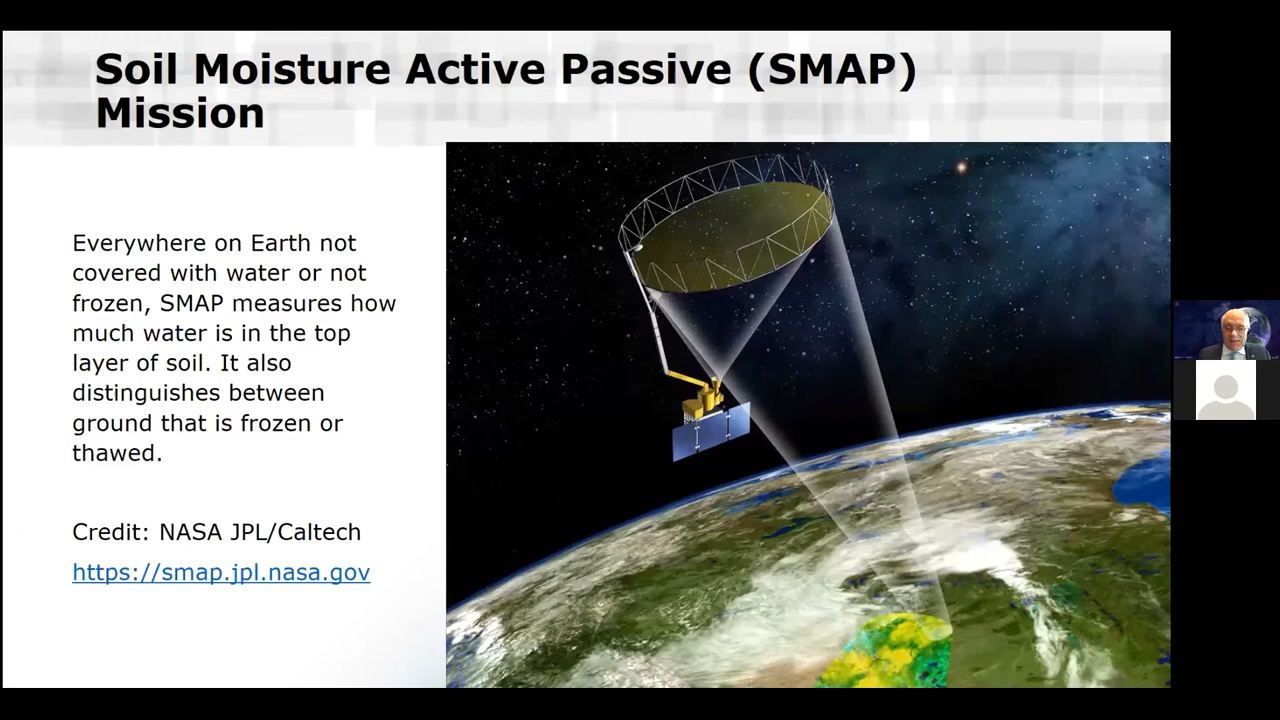 Soil Moisture Active Passive (SMAP)
Mission
Everywhere on Earth not
covered with water or not
frozen, SMAP measures how
much water is in the top
layer of soil. It also
distinguishes between
ground that is frozen or
thawed.
Credit: NASA JPL/Caltech
https://smap.jpl.nasa.gov